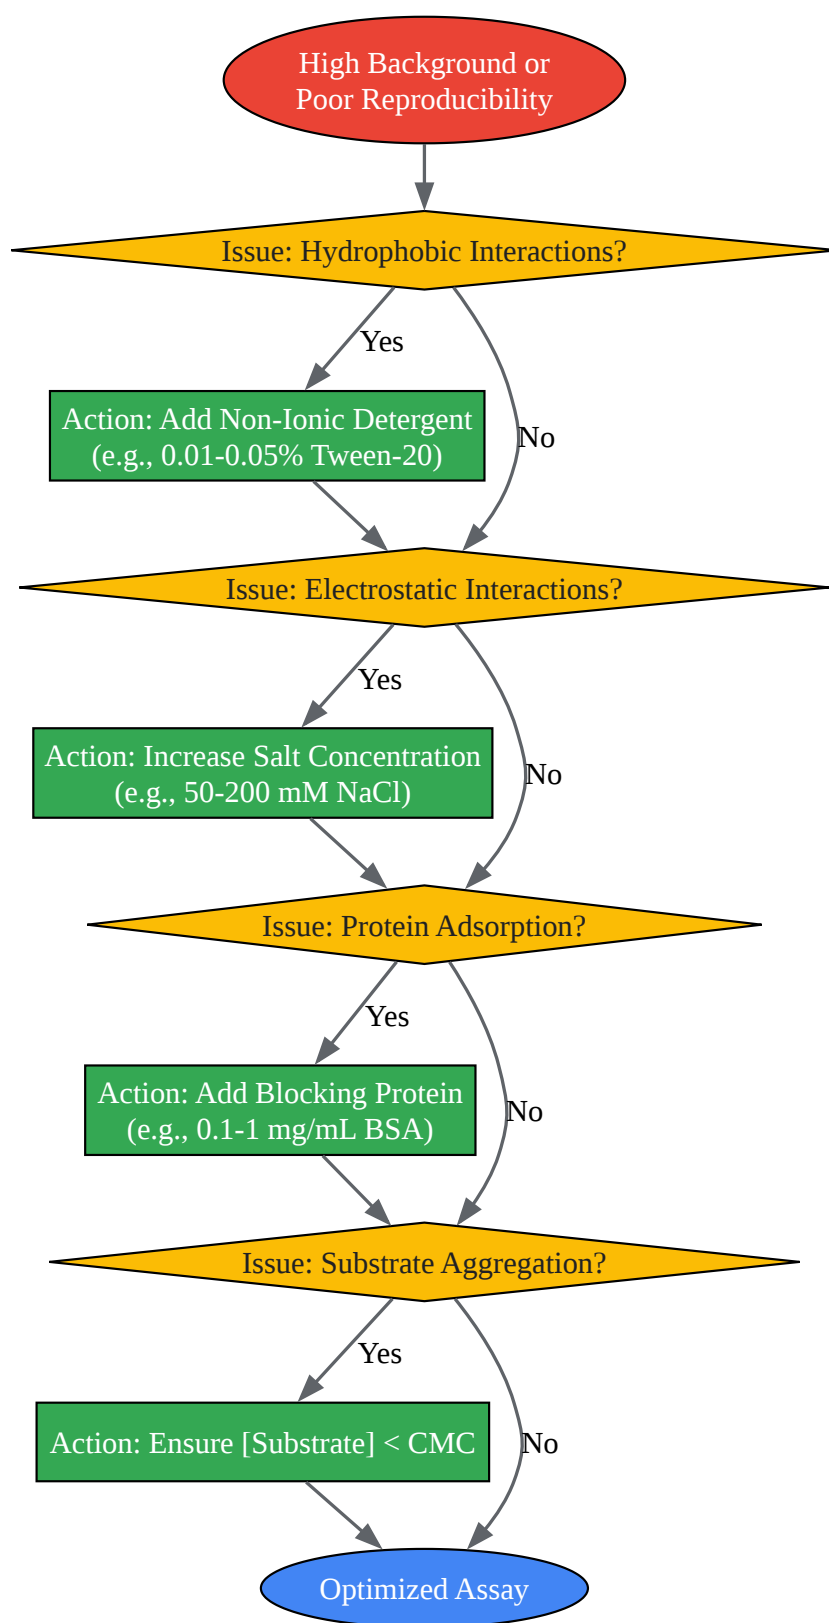 High Background or
Poor Reproducibility
Issue: Hydrophobic Interactions?
Yes
Action: Add Non-Ionic Detergent
(e.g., 0.01-0.05% Tween-20)
No
Issue: Electrostatic Interactions?
Yes
Action: Increase Salt Concentration
(e.g., 50-200 mM NaCl)
No
Issue: Protein Adsorption?
Yes
Action: Add Blocking Protein
(e.g., 0.1-1 mg/mL BSA)
No
Issue: Substrate Aggregation?
Yes
Action: Ensure [Substrate] < CMC
No
Optimized Assay